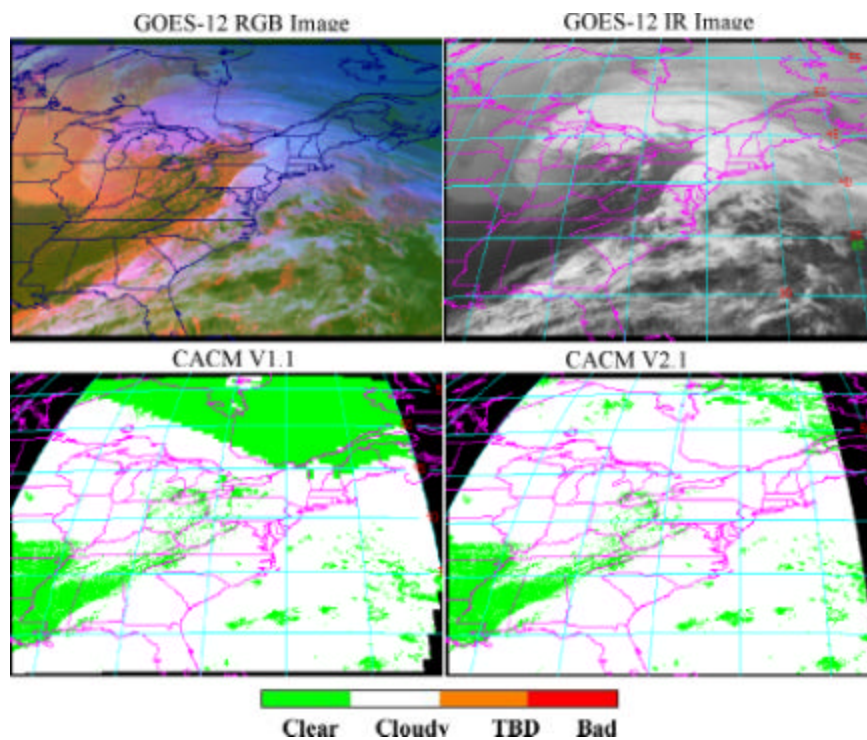 GOES-12 RGB Image
GOES-12 IR Image
CACM V1.1
CACM V2.1
Clear
Cloudy
TBD
Bad